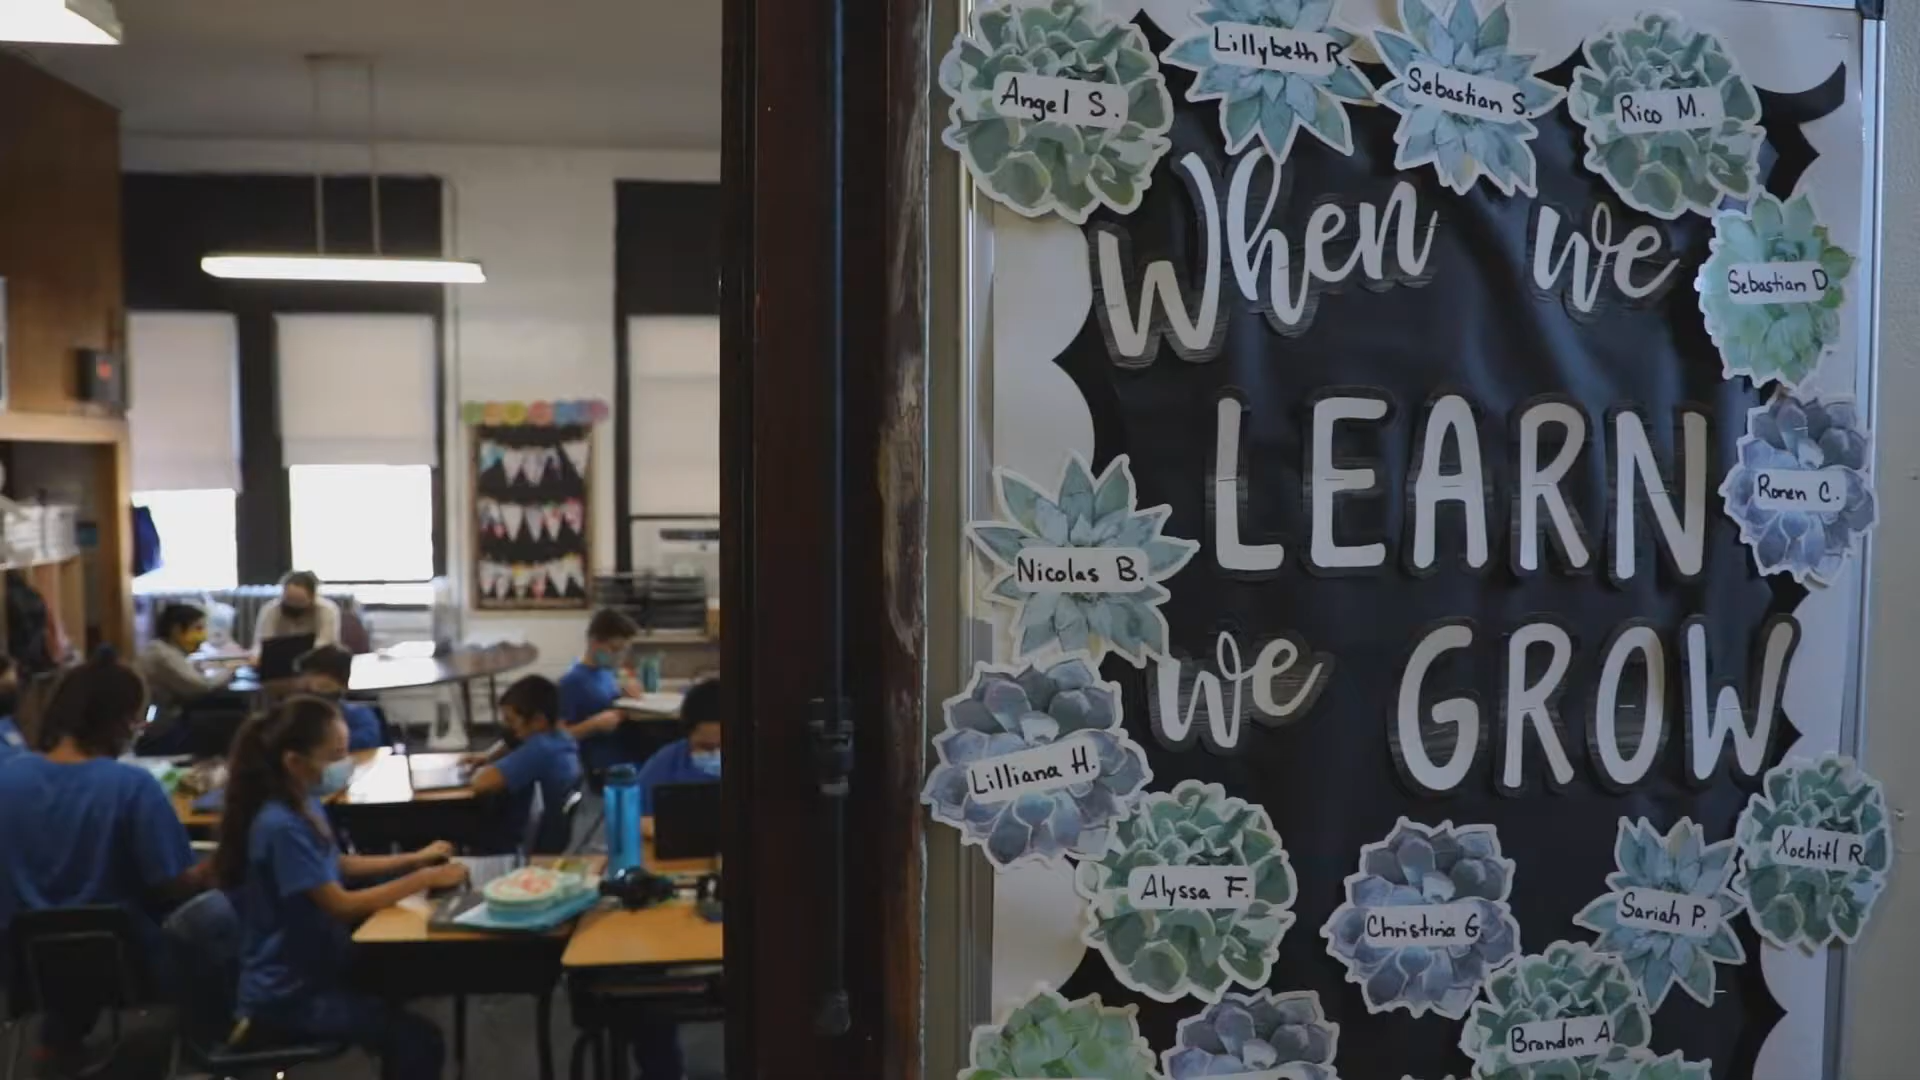 Angel S.
Lillybeth R.
Sebastian S.
Rico M.
When we
Sebastian D.
LEARN
Ronen C.
Nicolas B.
we GROW
Lilliana H.
Alyssa F.
Christina G.
Sariah P.
Xochitl R.
Brandon A.